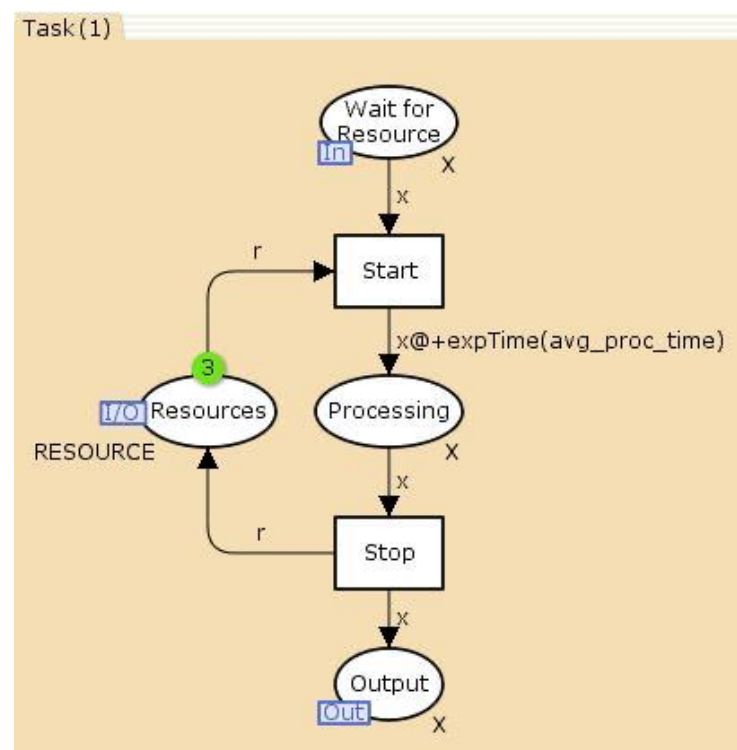 Task(1)
Wait for
Resource
In
X
x
r
Start
x@+expTime(avg_proc_time)
3
I/O
Resources
Processing
RESOURCE
X
x
r
Stop
x
Output
Out
X